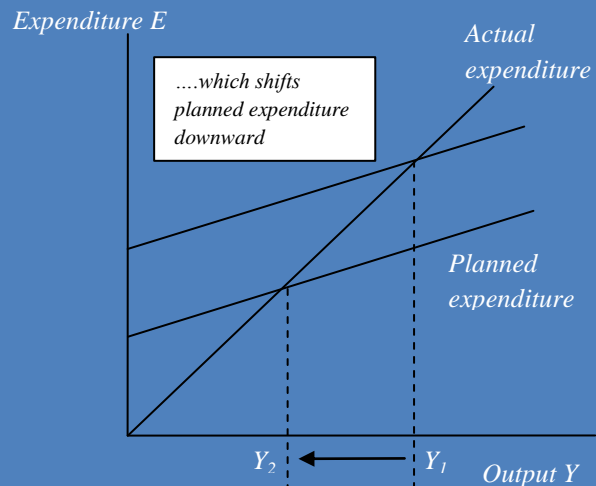 Expenditure E
Actual
expenditure
....which shifts
planned expenditure
downward
Planned
expenditure
Y2
Y1
Output Y